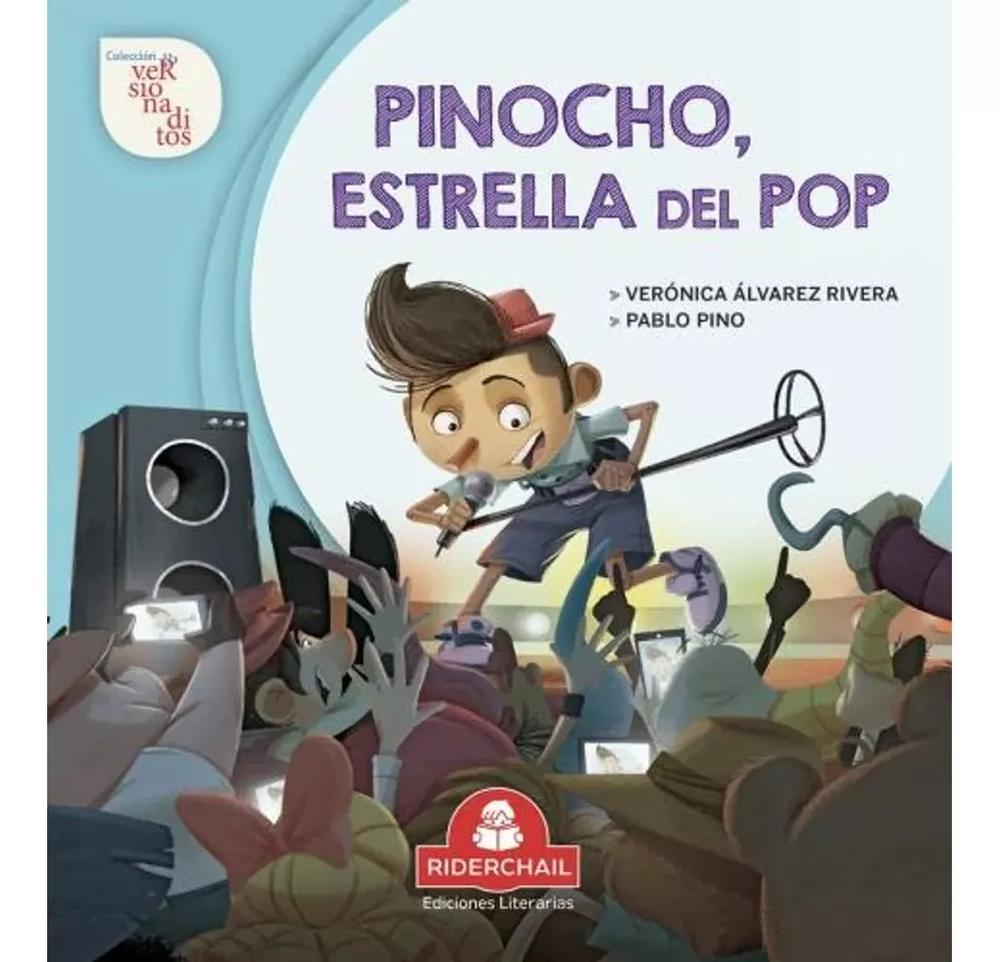 Colección
veR
sio
na
di
tos
PINOCHO,
ESTRELLA DEL POP
» VERÓNICA ÁLVAREZ RIVERA
» PABLO PINO
RIDERCHAIL
Ediciones Literarias